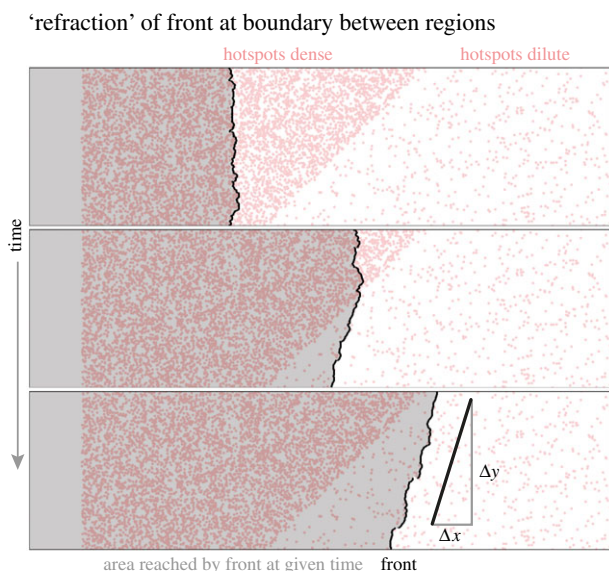 ‘refraction’ of front at boundary between regions
hotspots dense hotspots dilute
time
Δy
Δx
area reached by front at given time front